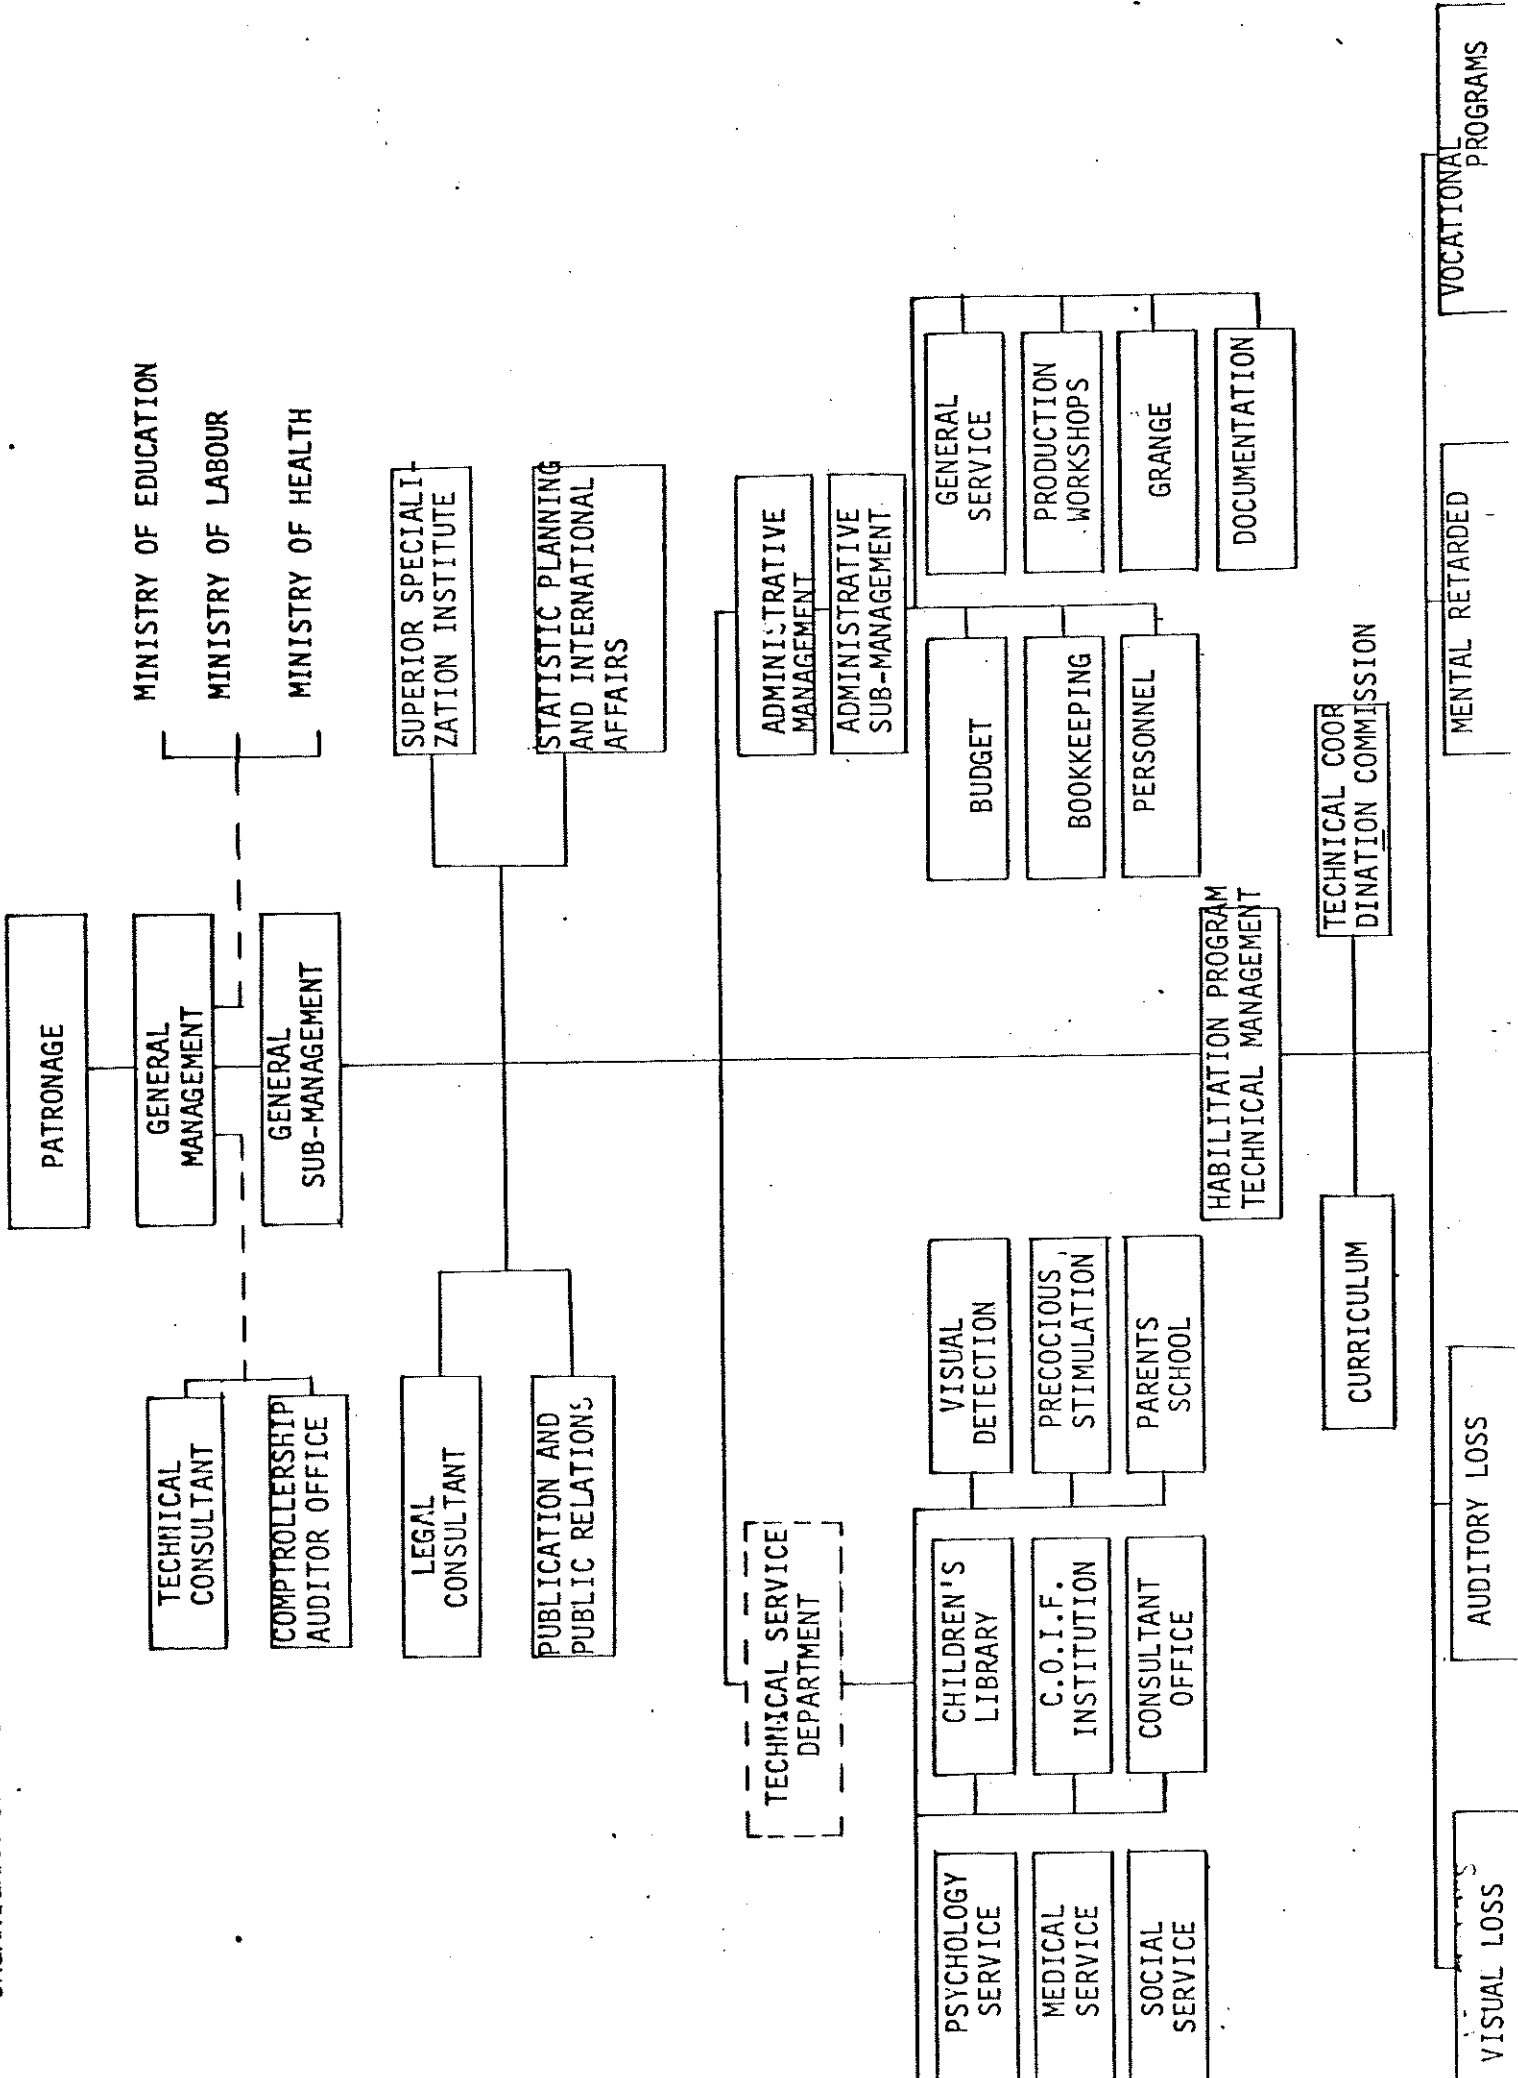 PATRONAGE
GENERAL
MANAGEMENT
GENERAL
SUB-MANAGEMENT
MINISTRY OF EDUCATION
MINISTRY OF LABOUR
MINISTRY OF HEALTH
TECHNICAL
CONSULTANT
COMPTROLLERSHIP
AUDITOR OFFICE
LEGAL
CONSULTANT
PUBLICATION AND
PUBLIC RELATIONS
SUPERIOR SPECIALI-
ZATION INSTITUTE
STATISTIC PLANNING
AND INTERNATIONAL
AFFAIRS
TECHNICAL SERVICE
DEPARTMENT
ADMINISTRATIVE
MANAGEMENT
ADMINISTRATIVE
SUB-MANAGEMENT
PSYCHOLOGY
SERVICE
MEDICAL
SERVICE
SOCIAL
SERVICE
CHILDREN'S
LIBRARY
C.O.I.F.
INSTITUTION
CONSULTANT
OFFICE
VISUAL
DETECTION
PRECOCIOUS
STIMULATION
PARENTS
SCHOOL
BUDGET
BOOKKEEPING
PERSONNEL
GENERAL
SERVICE
PRODUCTION
WORKSHOPS
GRANGE
DOCUMENTATION
HABILITATION PROGRAM
TECHNICAL MANAGEMENT
CURRICULUM
TECHNICAL COOR
DINATION COMMISSION
VISUAL LOSS
AUDITORY LOSS
MENTAL RETARDED
VOCATIONAL
PROGRAMS